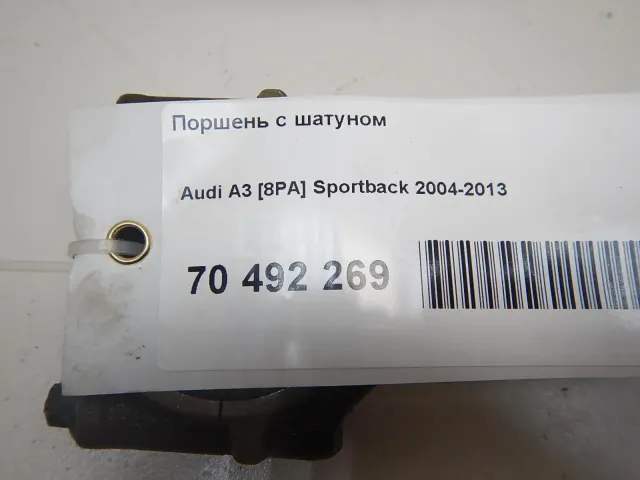 Поршень с шатуном
Audi A3 [8PA] Sportback 2004-2013
70 492 269